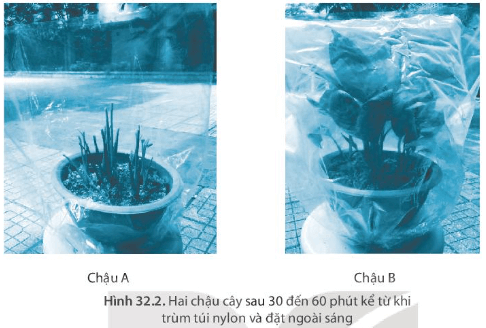 Chậu A
Chậu B
Hình 32.2. Hai chậu cây sau 30 đến 60 phút kể từ khi
trùm túi nylon và đặt ngoài sáng